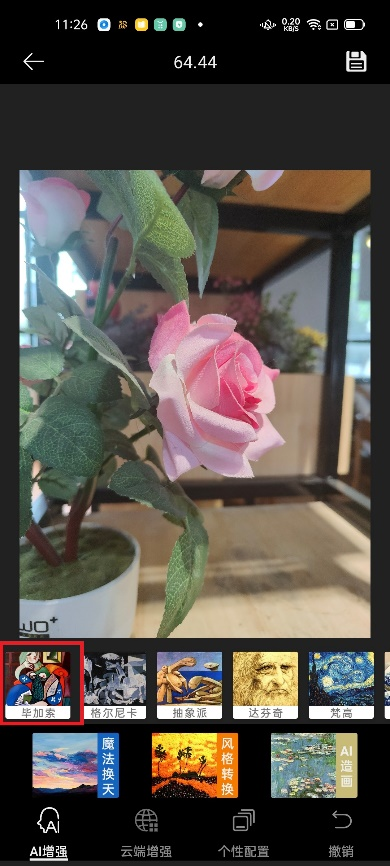 11:26
0.20
KB/S
64.44
WO+
毕加索
格尔尼卡
抽象派
达芬奇
梵高
魔法换天
风格转换
AI造画
AI
AI增强
云端增强
个性配置
撤销